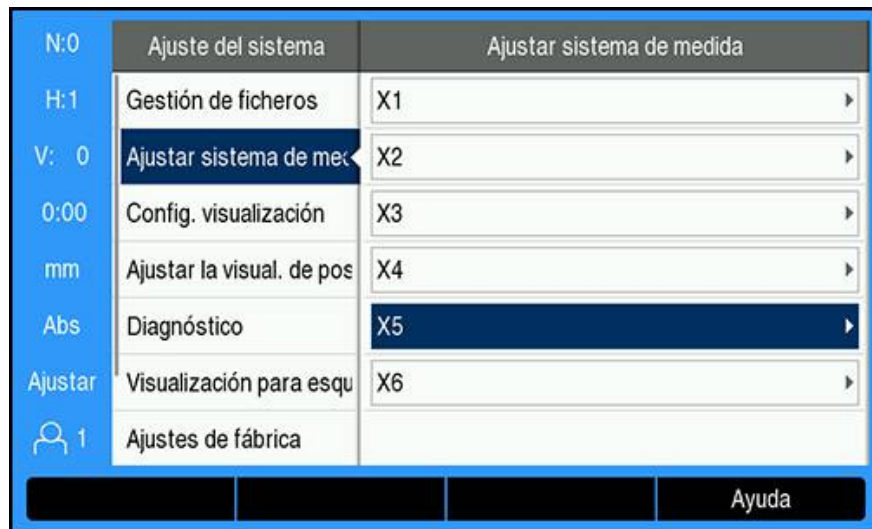 N:0
H:1
V: 0
0:00
mm
Abs
Ajustar
1
Ajuste del sistema
Gestión de ficheros
Ajustar sistema de mec
Config. visualización
Ajustar la visual. de pos
Diagnóstico
Visualización para esqu
Ajustes de fábrica
Ajustar sistema de medida
X1
X2
X3
X4
X5
X6
Ayuda